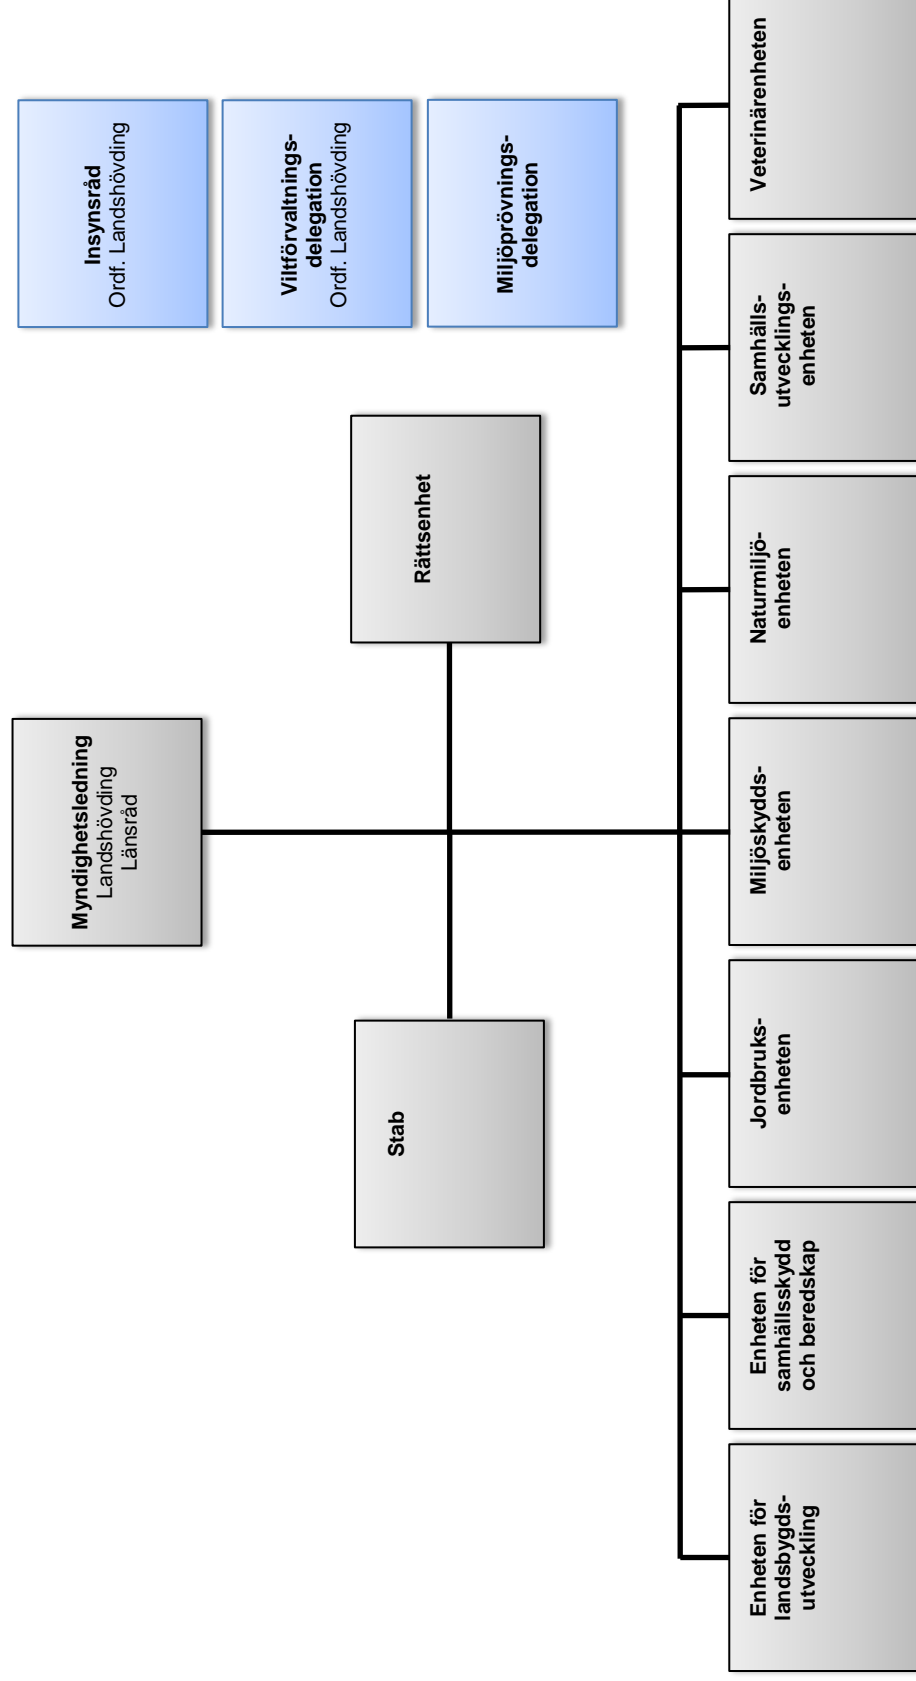 Myndighetsledning
Landshövding
Länsråd
Insynsråd
Ordf. Landshövding
Viltförvaltnings-
delegation
Ordf. Landshövding
Miljöprövnings-
delegation
Stab
Rättsenhet
Enheten för
landsbygds-
utveckling
Enheten för
samhällsskydd
och beredskap
Jordbruks-
enheten
Miljöskydds-
enheten
Naturmiljö-
enheten
Samhälls-
utvecklings-
enheten
Veterinärenheten